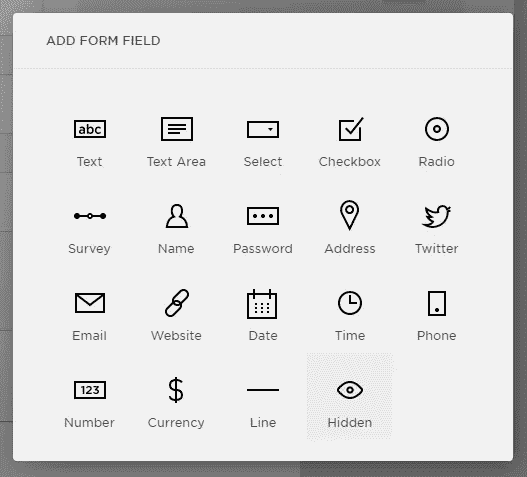 ADD FORM FIELD
abc
Text Text Area Select Checkbox Radio
Survey Name Password Address Twitter
Email Website Date Time Phone
123 $
Number Currency Line Hidden